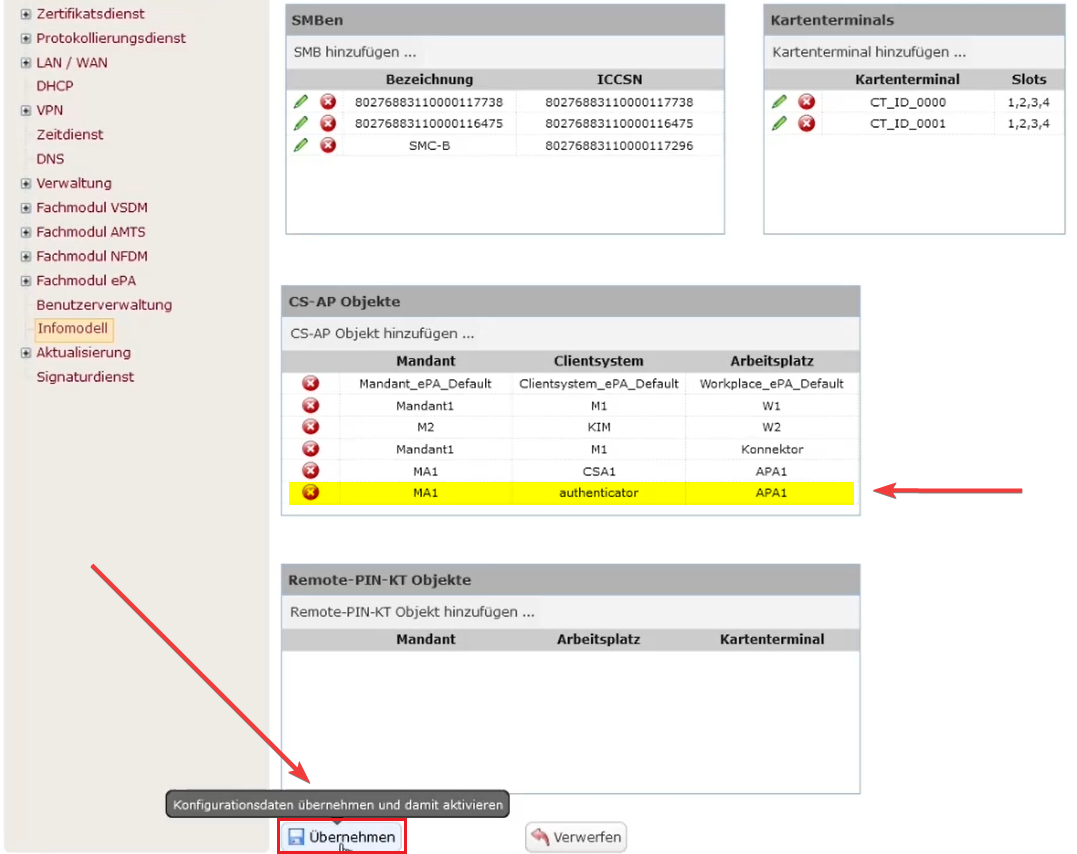 Zertifikatsdienst
Protokollierungsdienst
LAN / WAN
DHCP
VPN
Zeitdienst
DNS
Verwaltung
Fachmodul VSDM
Fachmodul AMTS
Fachmodul NFDM
Fachmodul ePA
Benutzerverwaltung
Infomodell
Aktualisierung
Signaturdienst
SMBen
SMB hinzufügen ...
Bezeichnung ICCSN
80276883110000117738 80276883110000117738
80276883110000116475 80276883110000116475
SMC-B 80276883110000117296
Kartenterminals
Kartenterminal hinzufügen ...
Kartenterminal Slots
CT_ID_0000 1,2,3,4
CT_ID_0001 1,2,3,4
CS-AP Objekte
CS-AP Objekt hinzufügen ...
Mandant Clientsystem Arbeitsplatz
Mandant_ePA_Default Clientsystem_ePA_Default Workplace_ePA_Default
Mandant1 M1 W1
M2 KIM W2
Mandant1 M1 Konnektor
MA1 CSA1 APA1
MA1 authenticator APA1
Remote-PIN-KT Objekte
Remote-PIN-KT Objekt hinzufügen ...
Mandant Arbeitsplatz Kartenterminal
Konfigurationsdaten übernehmen und damit aktivieren
Übernehmen Verwerfen